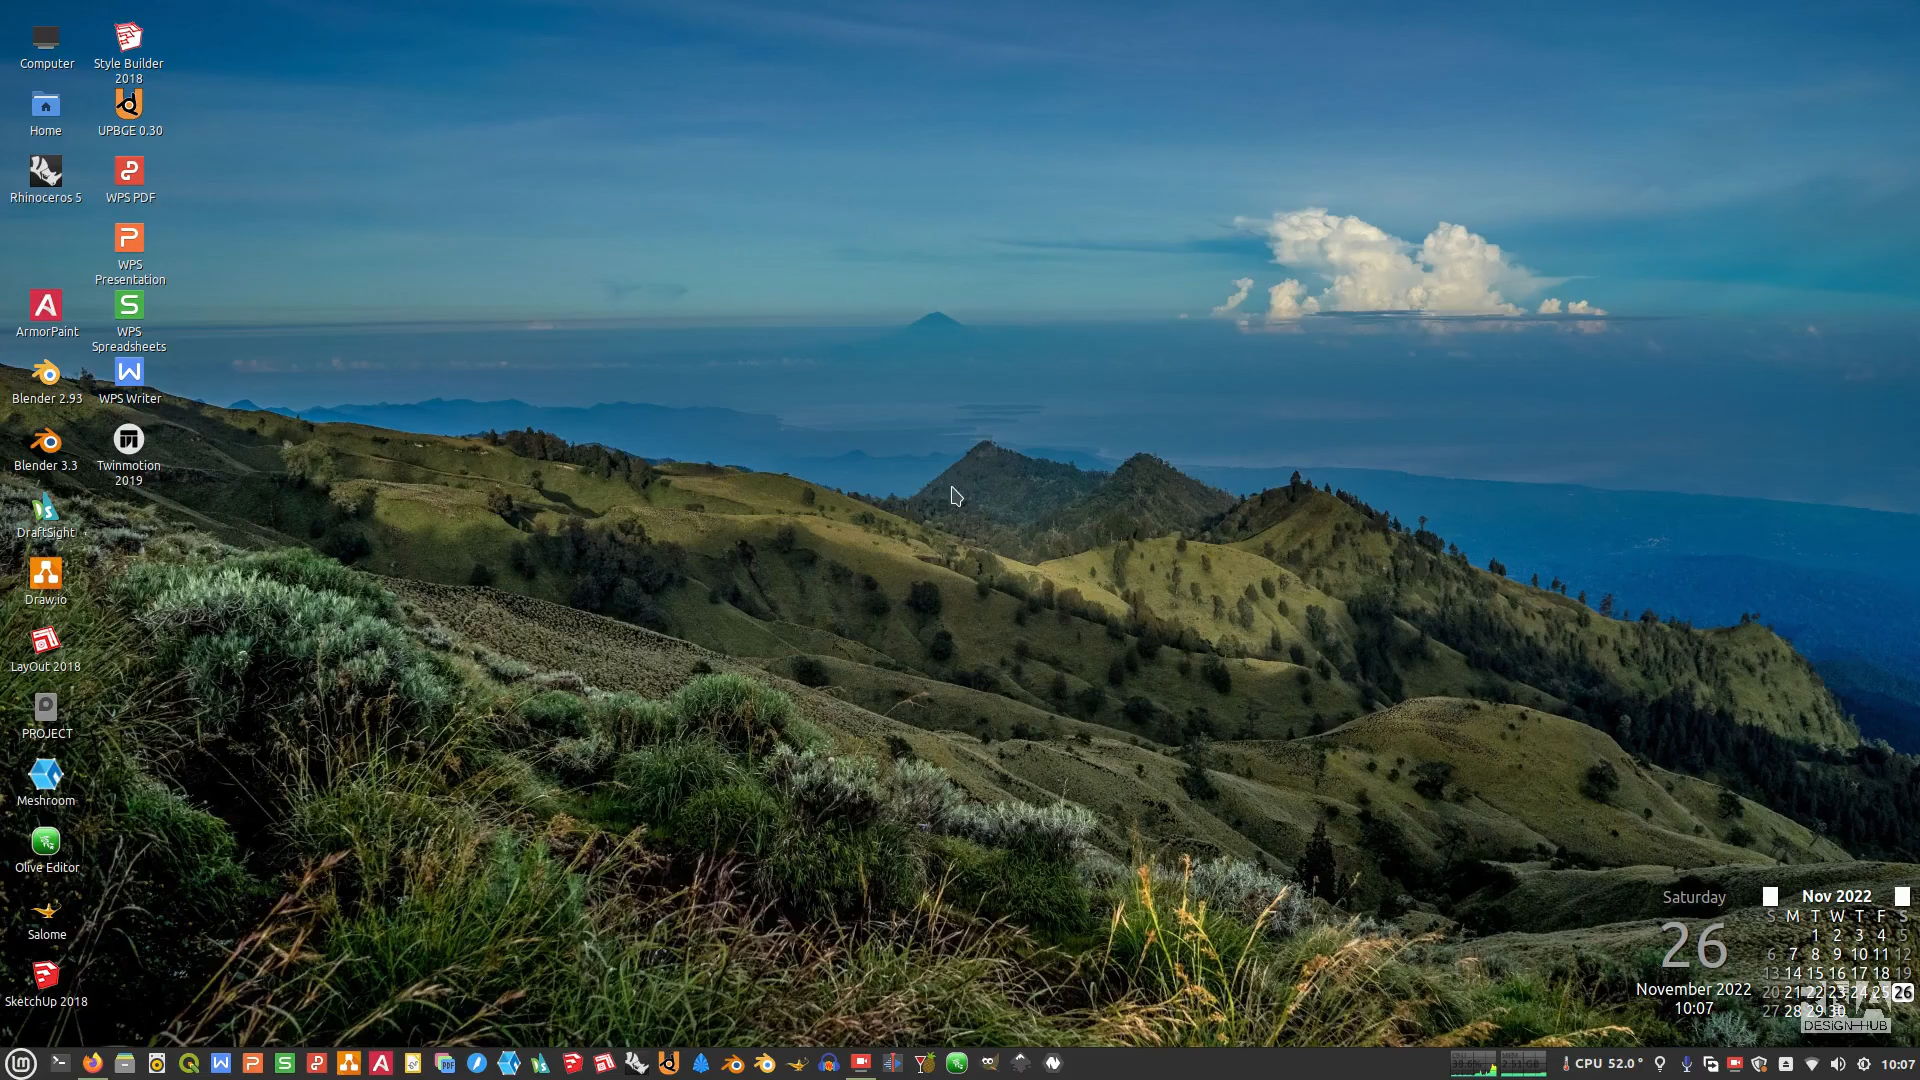 Computer
Style Builder
2018
Home
UPBGE 0.30
Rhinoceros 5
WPS PDF
WPS
Presentation
ArmorPaint
WPS
Spreadsheets
Blender 2.93
WPS Writer
Blender 3.3
Twinmotion
2019
DraftSight
Draw.io
LayOut 2018
PROJECT
Meshroom
Olive Editor
Salome
SketchUp 2018
Saturday
26
November 2022
10:07
Nov 2022
S M T W T F S
1 2 3 4 5
6 7 8 9 10 11 12
13 14 15 16 17 18 19
20 21 22 23 24 25 26
27 28 29 30
DESIGN-HUB
CPU 52.0°
10:07